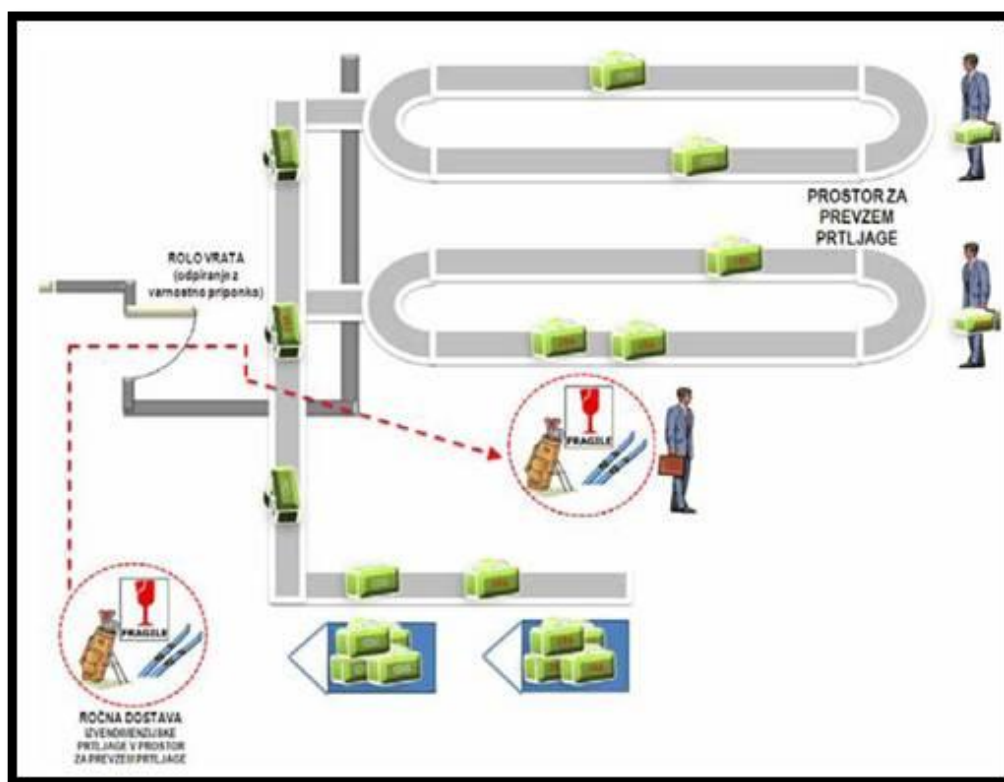 PROSTOR ZA
PREVZEM
PRTLJAGE
ROLO VRATA
(odpiranje z
varnostno priponko)
FRAGILE
FRAGILE
ROČNA DOSTAVA
IZVENDIMENZIJSKE
PRTLJAGE V PROSTOR
ZA PREVZEM PRTLJAGE